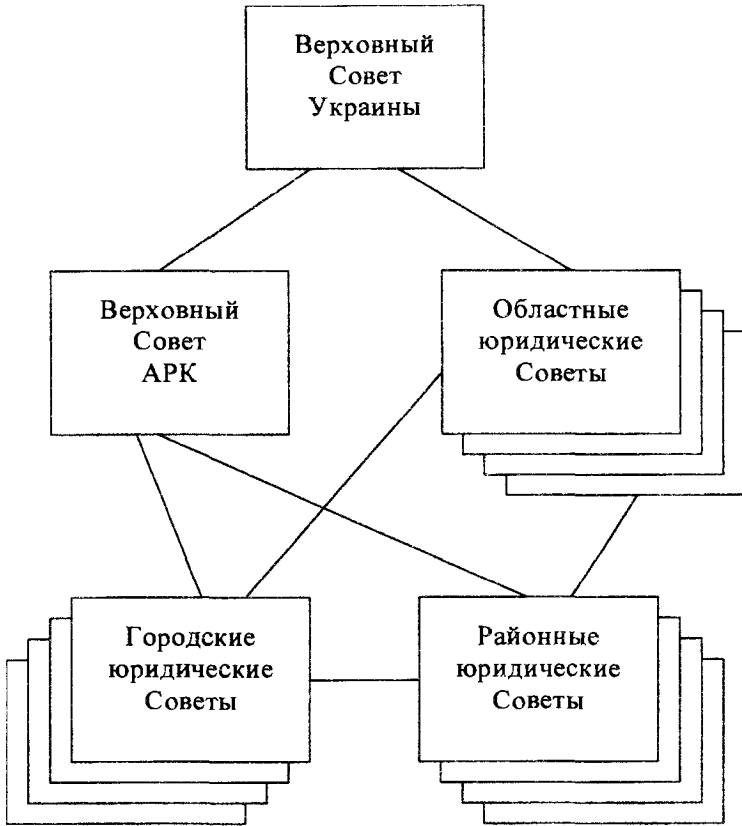 Верховный
Совет
Украины
Верховный
Совет
АРК
Областные
юридические
Советы
Городские
юридические
Советы
Районные
юридические
Советы